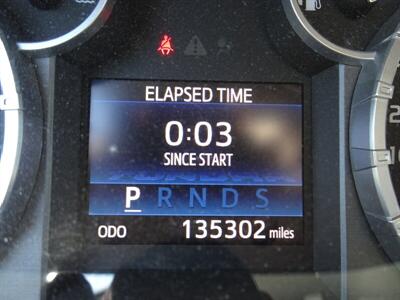 ELAPSED TIME
0:03
SINCE START
P R N D S
ODO 135302 miles